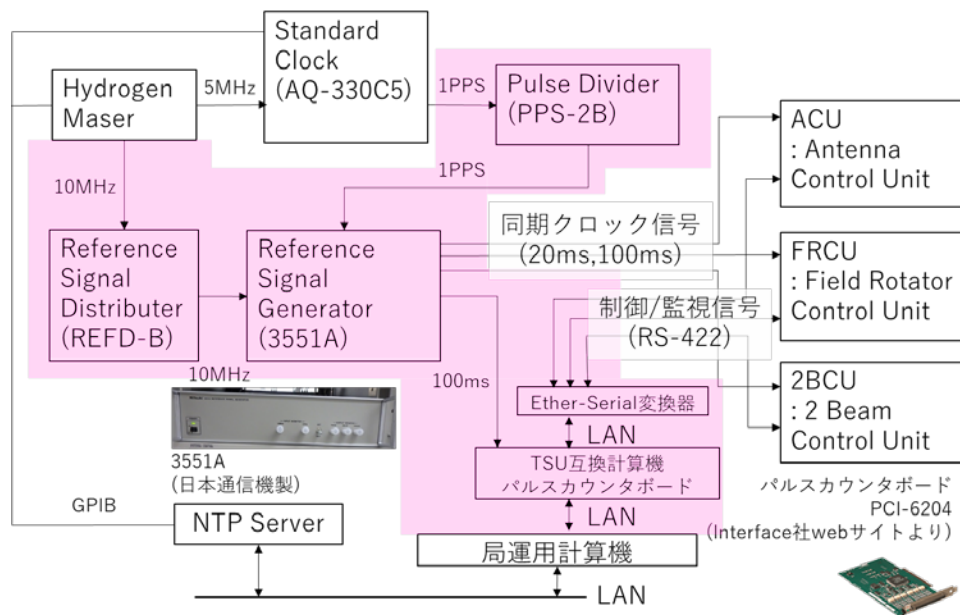 Standard
Clock
(AQ-330C5)
Hydrogen
Maser
5MHz
1PPS
Pulse Divider
(PPS-2B)
ACU
: Antenna
Control Unit
10MHz
1PPS
同期クロック信号
(20ms,100ms)
Reference
Signal
Distributer
(REFD-B)
Reference
Signal
Generator
(3551A)
FRCU
: Field Rotator
Control Unit
制御/監視信号
(RS-422)
10MHz
100ms
2BCU
: 2 Beam
Control Unit
Ether-Serial変換器
LAN
3551A
(日本通信機製)
TSU互換計算機
パルスカウンタボード
パルスカウンタボード
PCI-6204
(Interface社webサイトより)
GPIB
NTP Server
LAN
局運用計算機
LAN